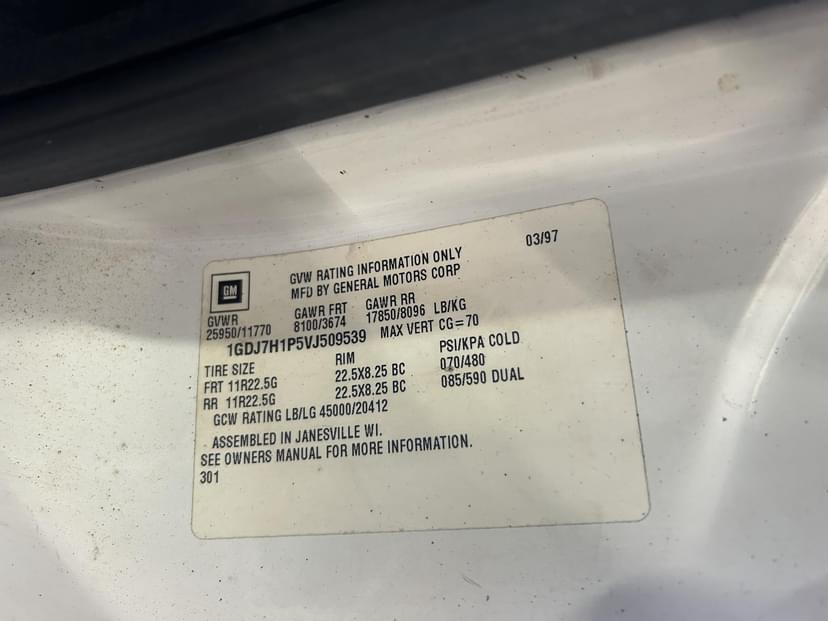 03/97
GM
GVW RATING INFORMATION ONLY
MFD BY GENERAL MOTORS CORP
GVWR GAWR FRT GAWR RR
25950/11770 8100/3674 17850/8096 LB/KG
1GDJ7H1P5VJ509539 MAX VERT CG=70
TIRE SIZE RIM PSI/KPA COLD
FRT 11R22.5G 22.5X8.25 BC 070/480
RR 11R22.5G 22.5X8.25 BC 085/590 DUAL
GCW RATING LB/LG 45000/20412
ASSEMBLED IN JANESVILLE WI.
SEE OWNERS MANUAL FOR MORE INFORMATION.
301